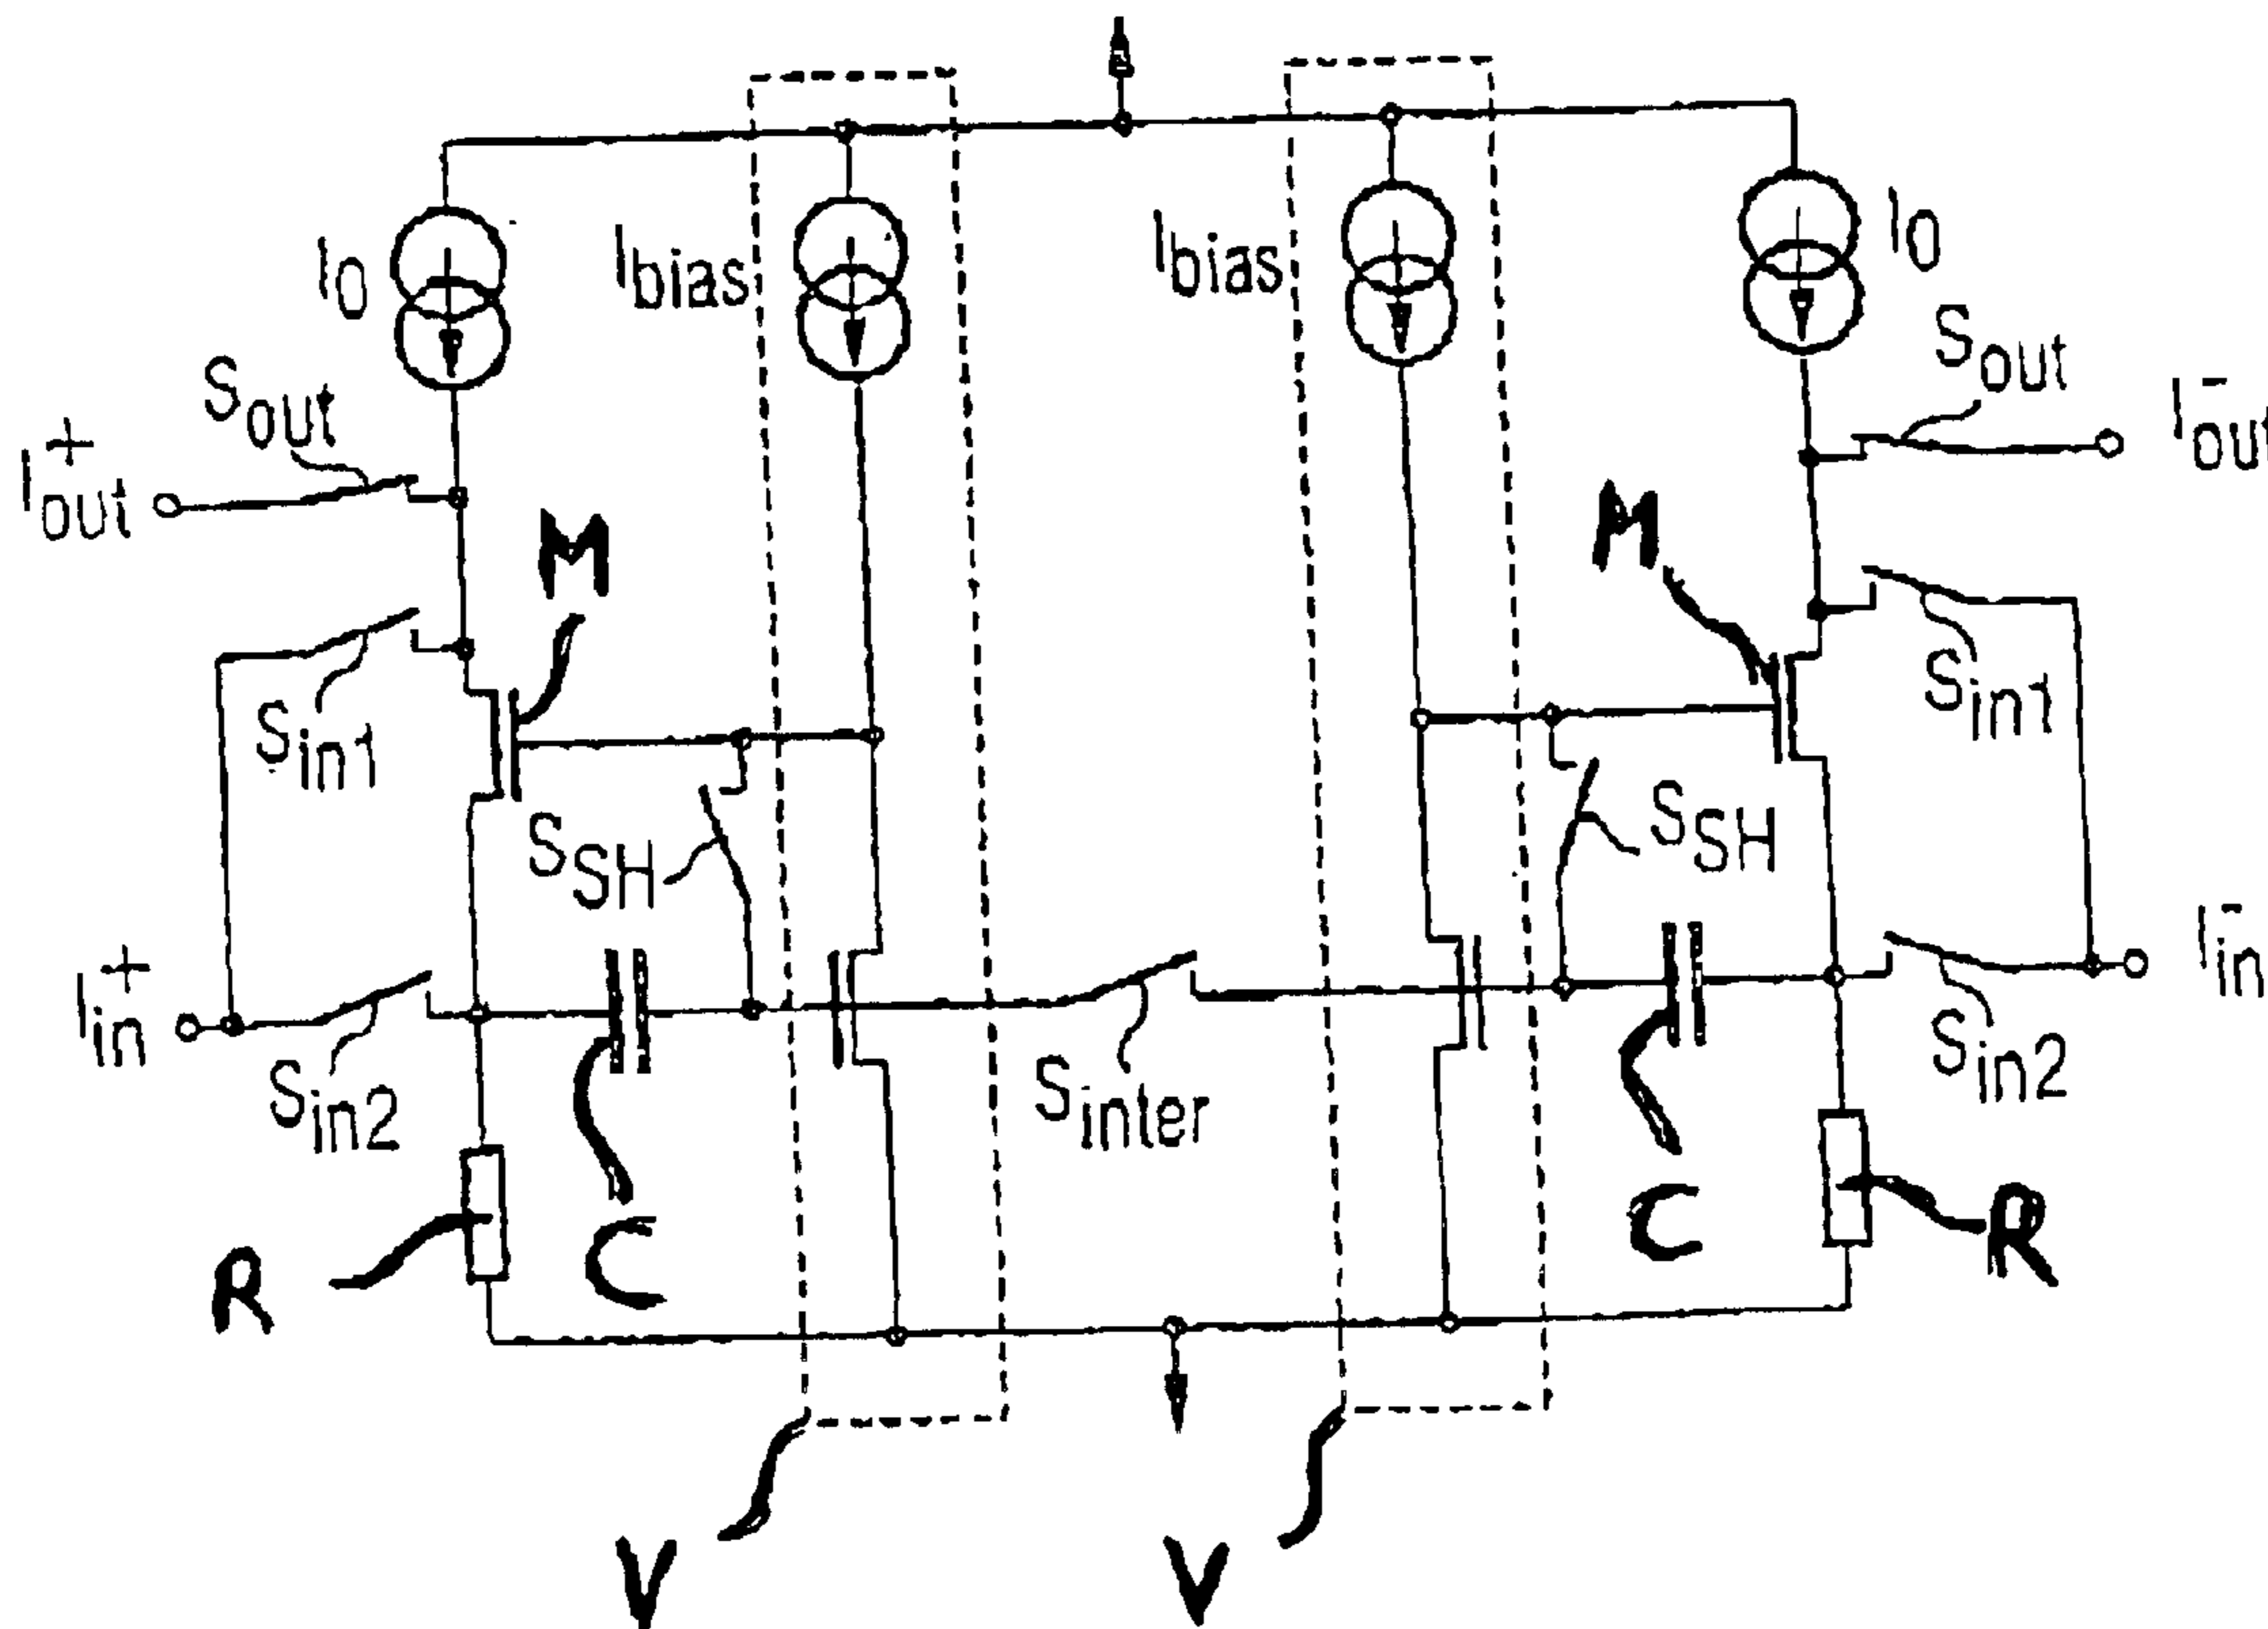 I0
Ibias
Ibias
I0
Sout
Sout
I+out
I-out
M
M
Sin1
Sin1
SSH
SSH
I+in
I-in
Sin2
Sinter
Sin2
R
C
C
R
V
V